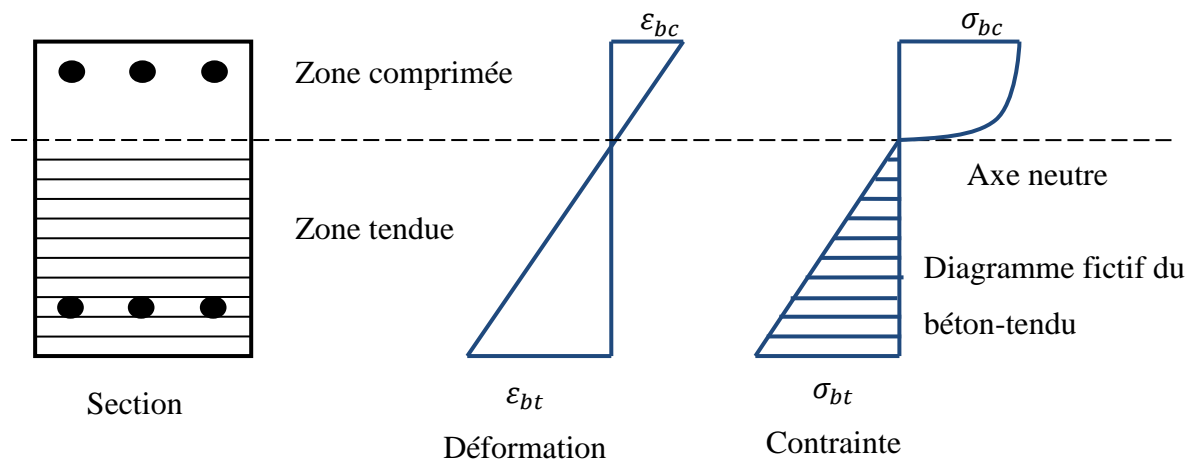 ε_bc
σ_bc
Zone comprimée
Axe neutre
Zone tendue
Diagramme fictif du
béton-tendu
Section
ε_bt
σ_bt
Déformation
Contrainte